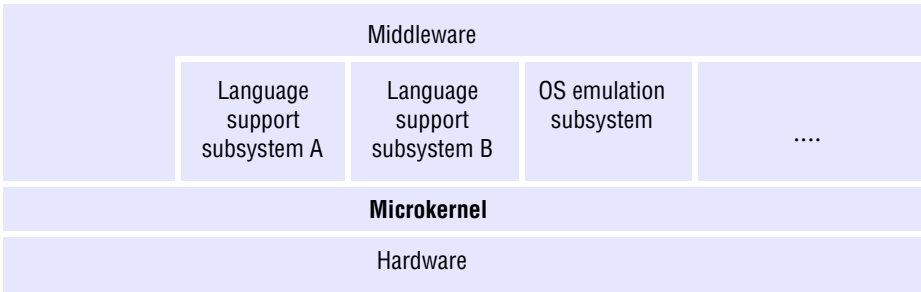 Middleware
Language
support
subsystem A
Language
support
subsystem B
OS emulation
subsystem
....
Microkernel
Hardware